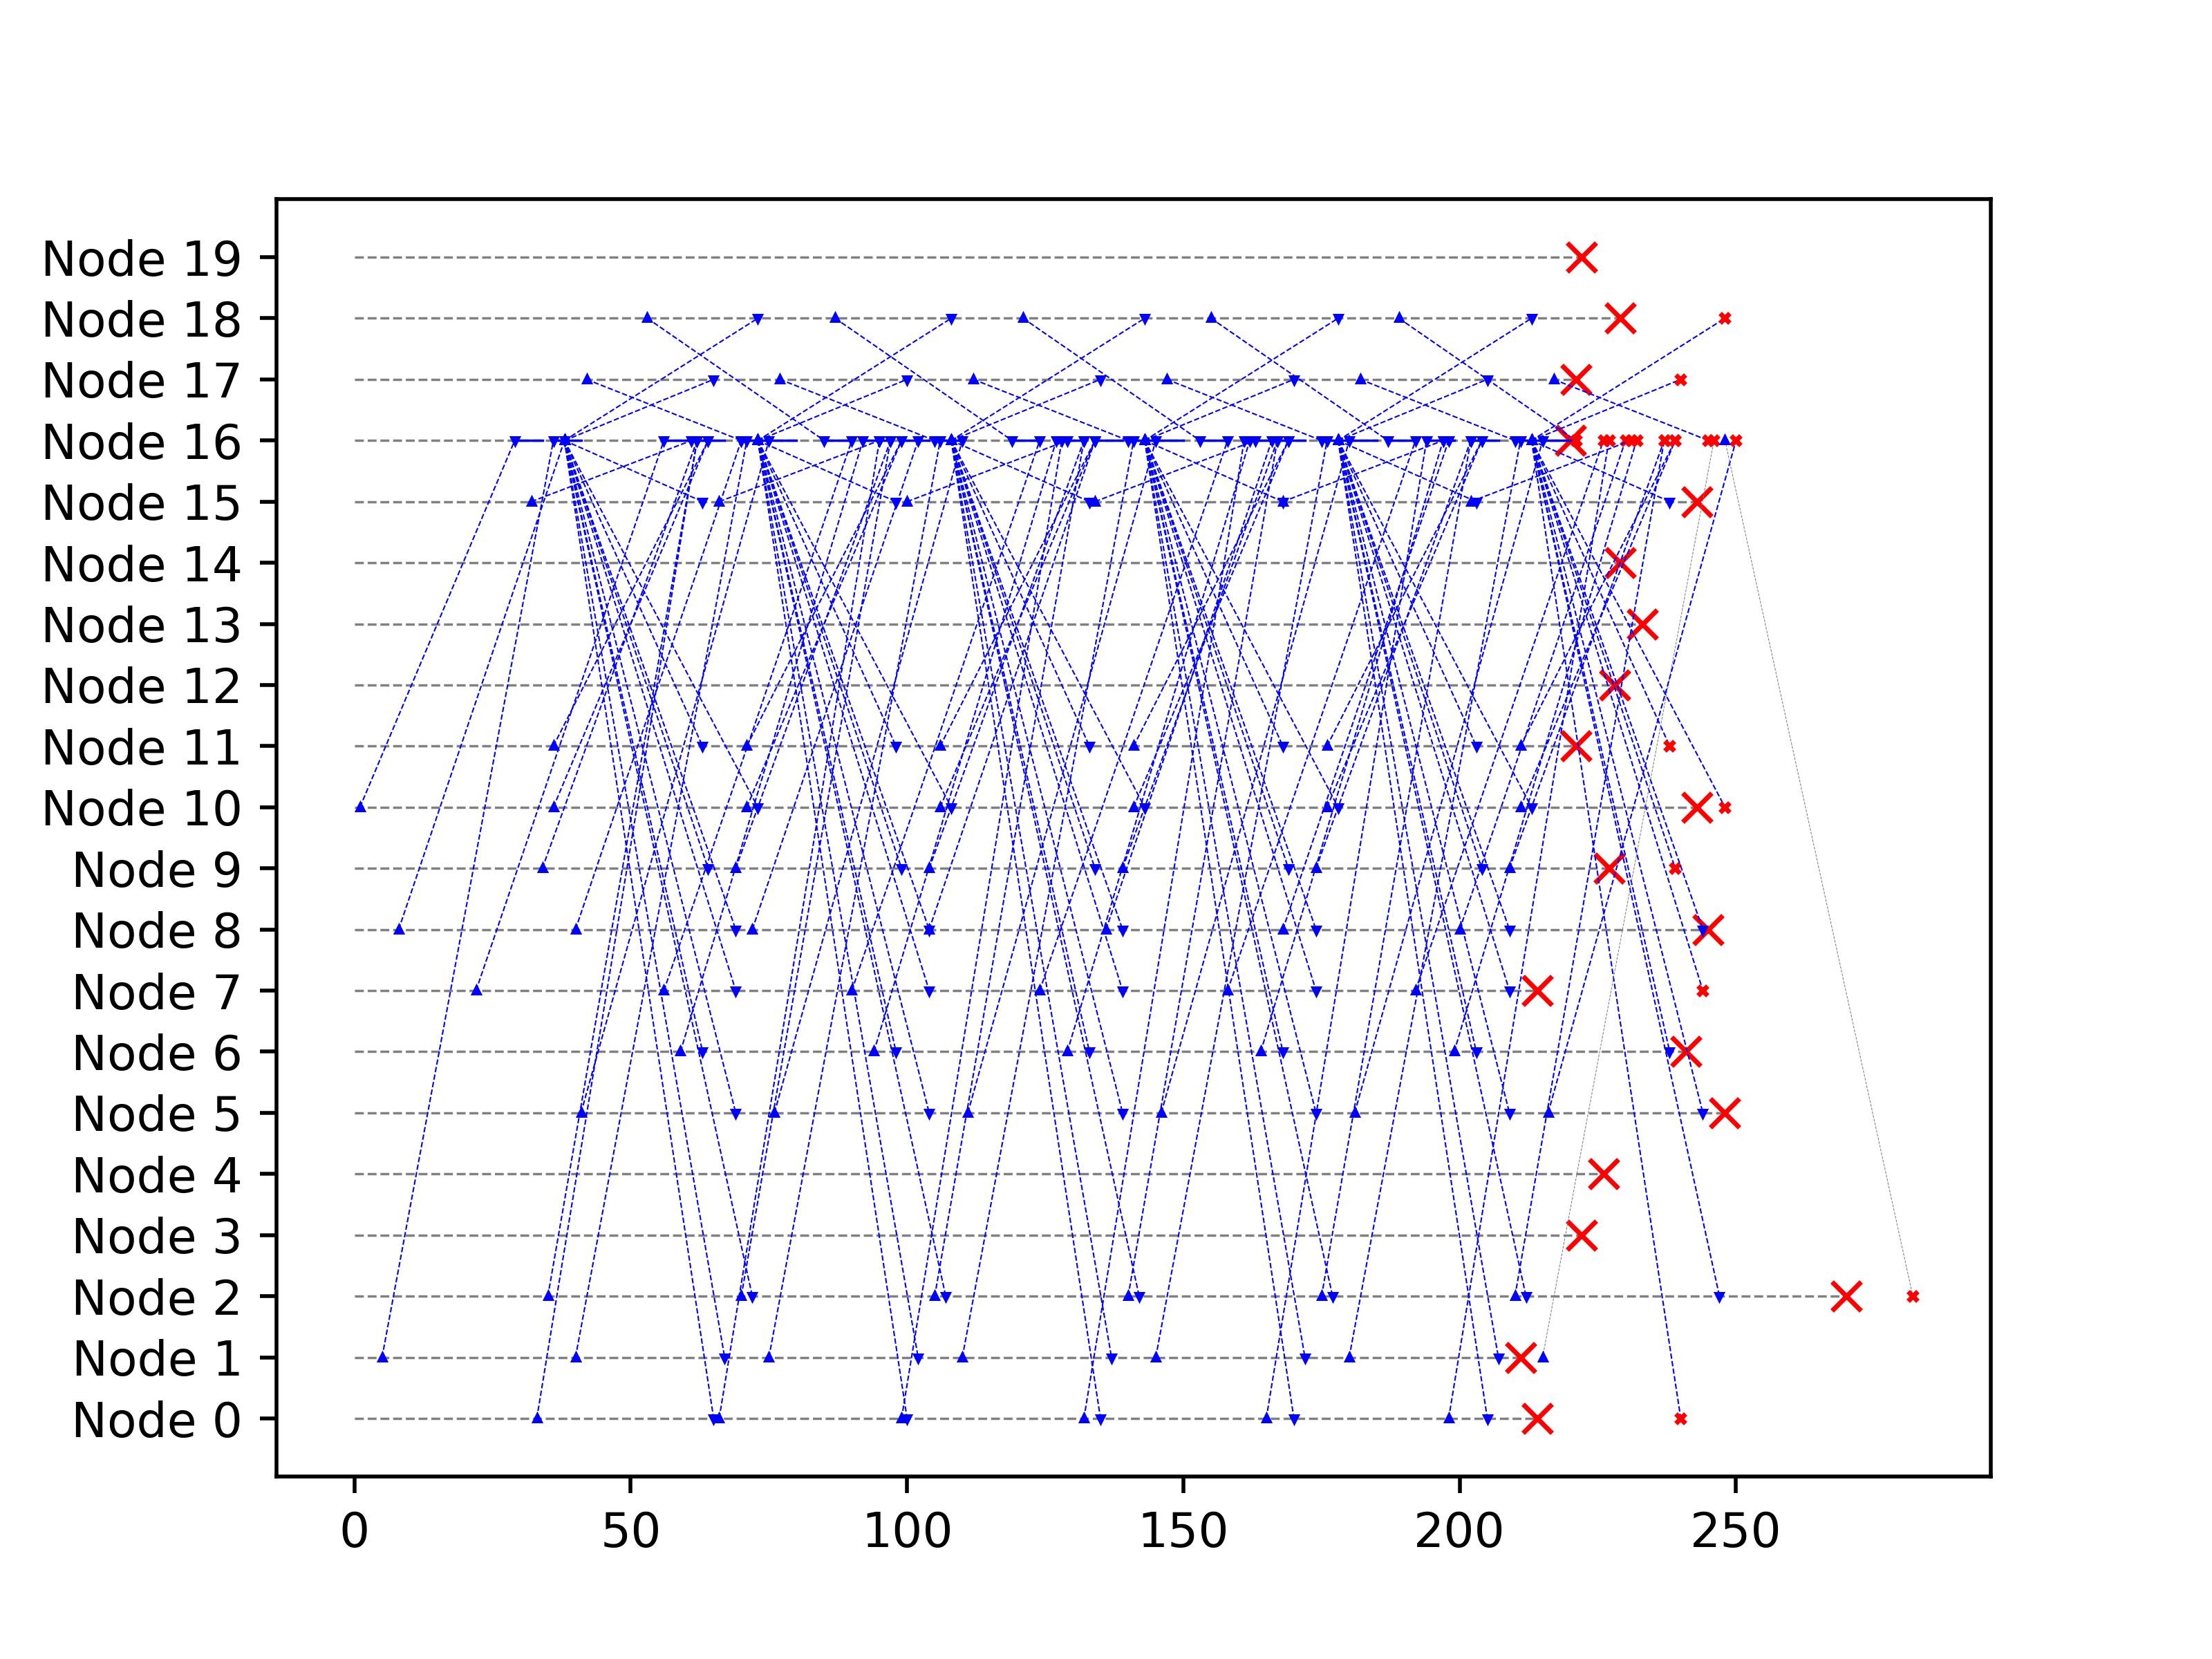 Node 19
Node 18
Node 17
Node 16
Node 15
Node 14
Node 13
Node 12
Node 11
Node 10
Node 9
Node 8
Node 7
Node 6
Node 5
Node 4
Node 3
Node 2
Node 1
Node 0
0 50 100 150 200 250